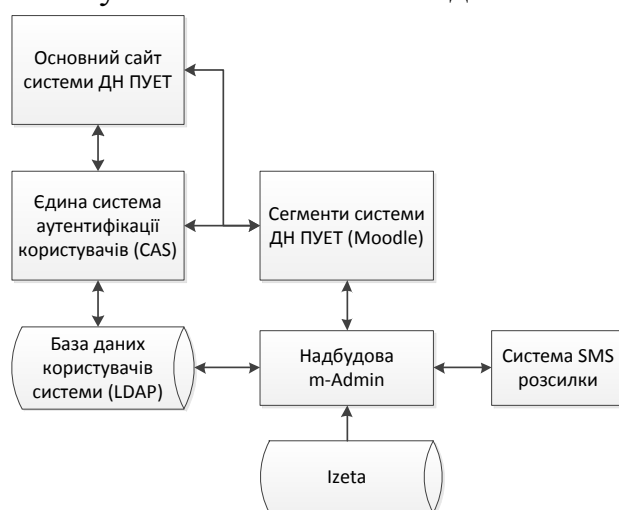 Основний сайт
системи ДН ПУЕТ
Єдина система
аутентифікації
користувачів (CAS)
Сегменти системи
ДН ПУЕТ (Moodle)
База даних
користувачів
системи (LDAP)
Надбудова
m-Admin
Система SMS
розсилки
Izeta